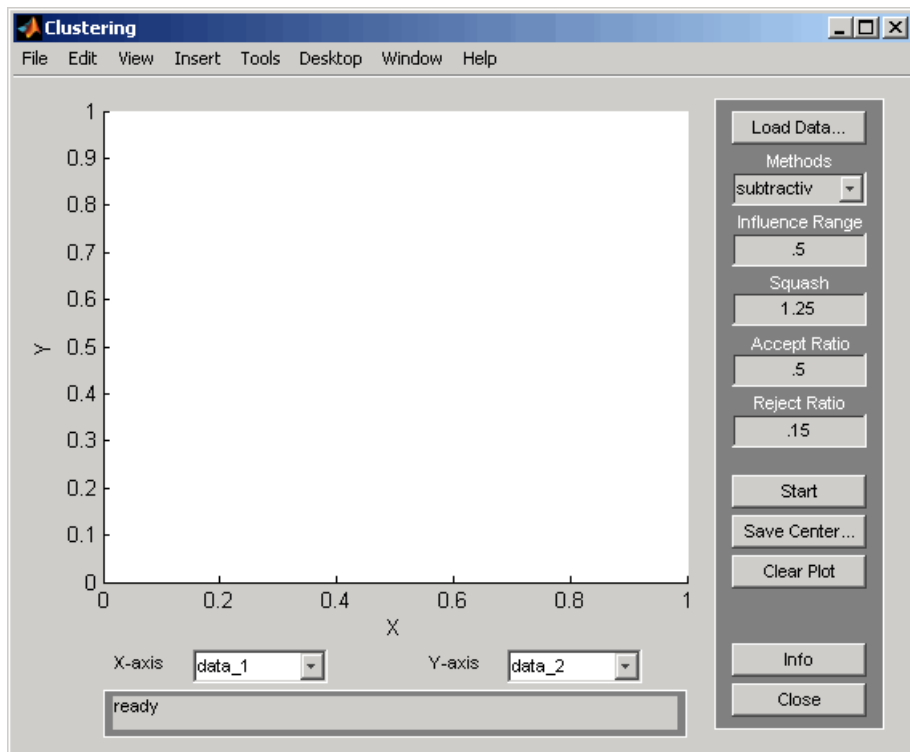 Clustering
File Edit View Insert Tools Desktop Window Help
1
0.9
0.8
0.7
0.6
0.5
0.4
0.3
0.2
0.1
0
Y
0 0.2 0.4 0.6 0.8 1
X
X-axis data_1 Y-axis data_2
ready
Load Data...
Methods
subtractiv
Influence Range
.5
Squash
1.25
Accept Ratio
.5
Reject Ratio
.15
Start
Save Center...
Clear Plot
Info
Close